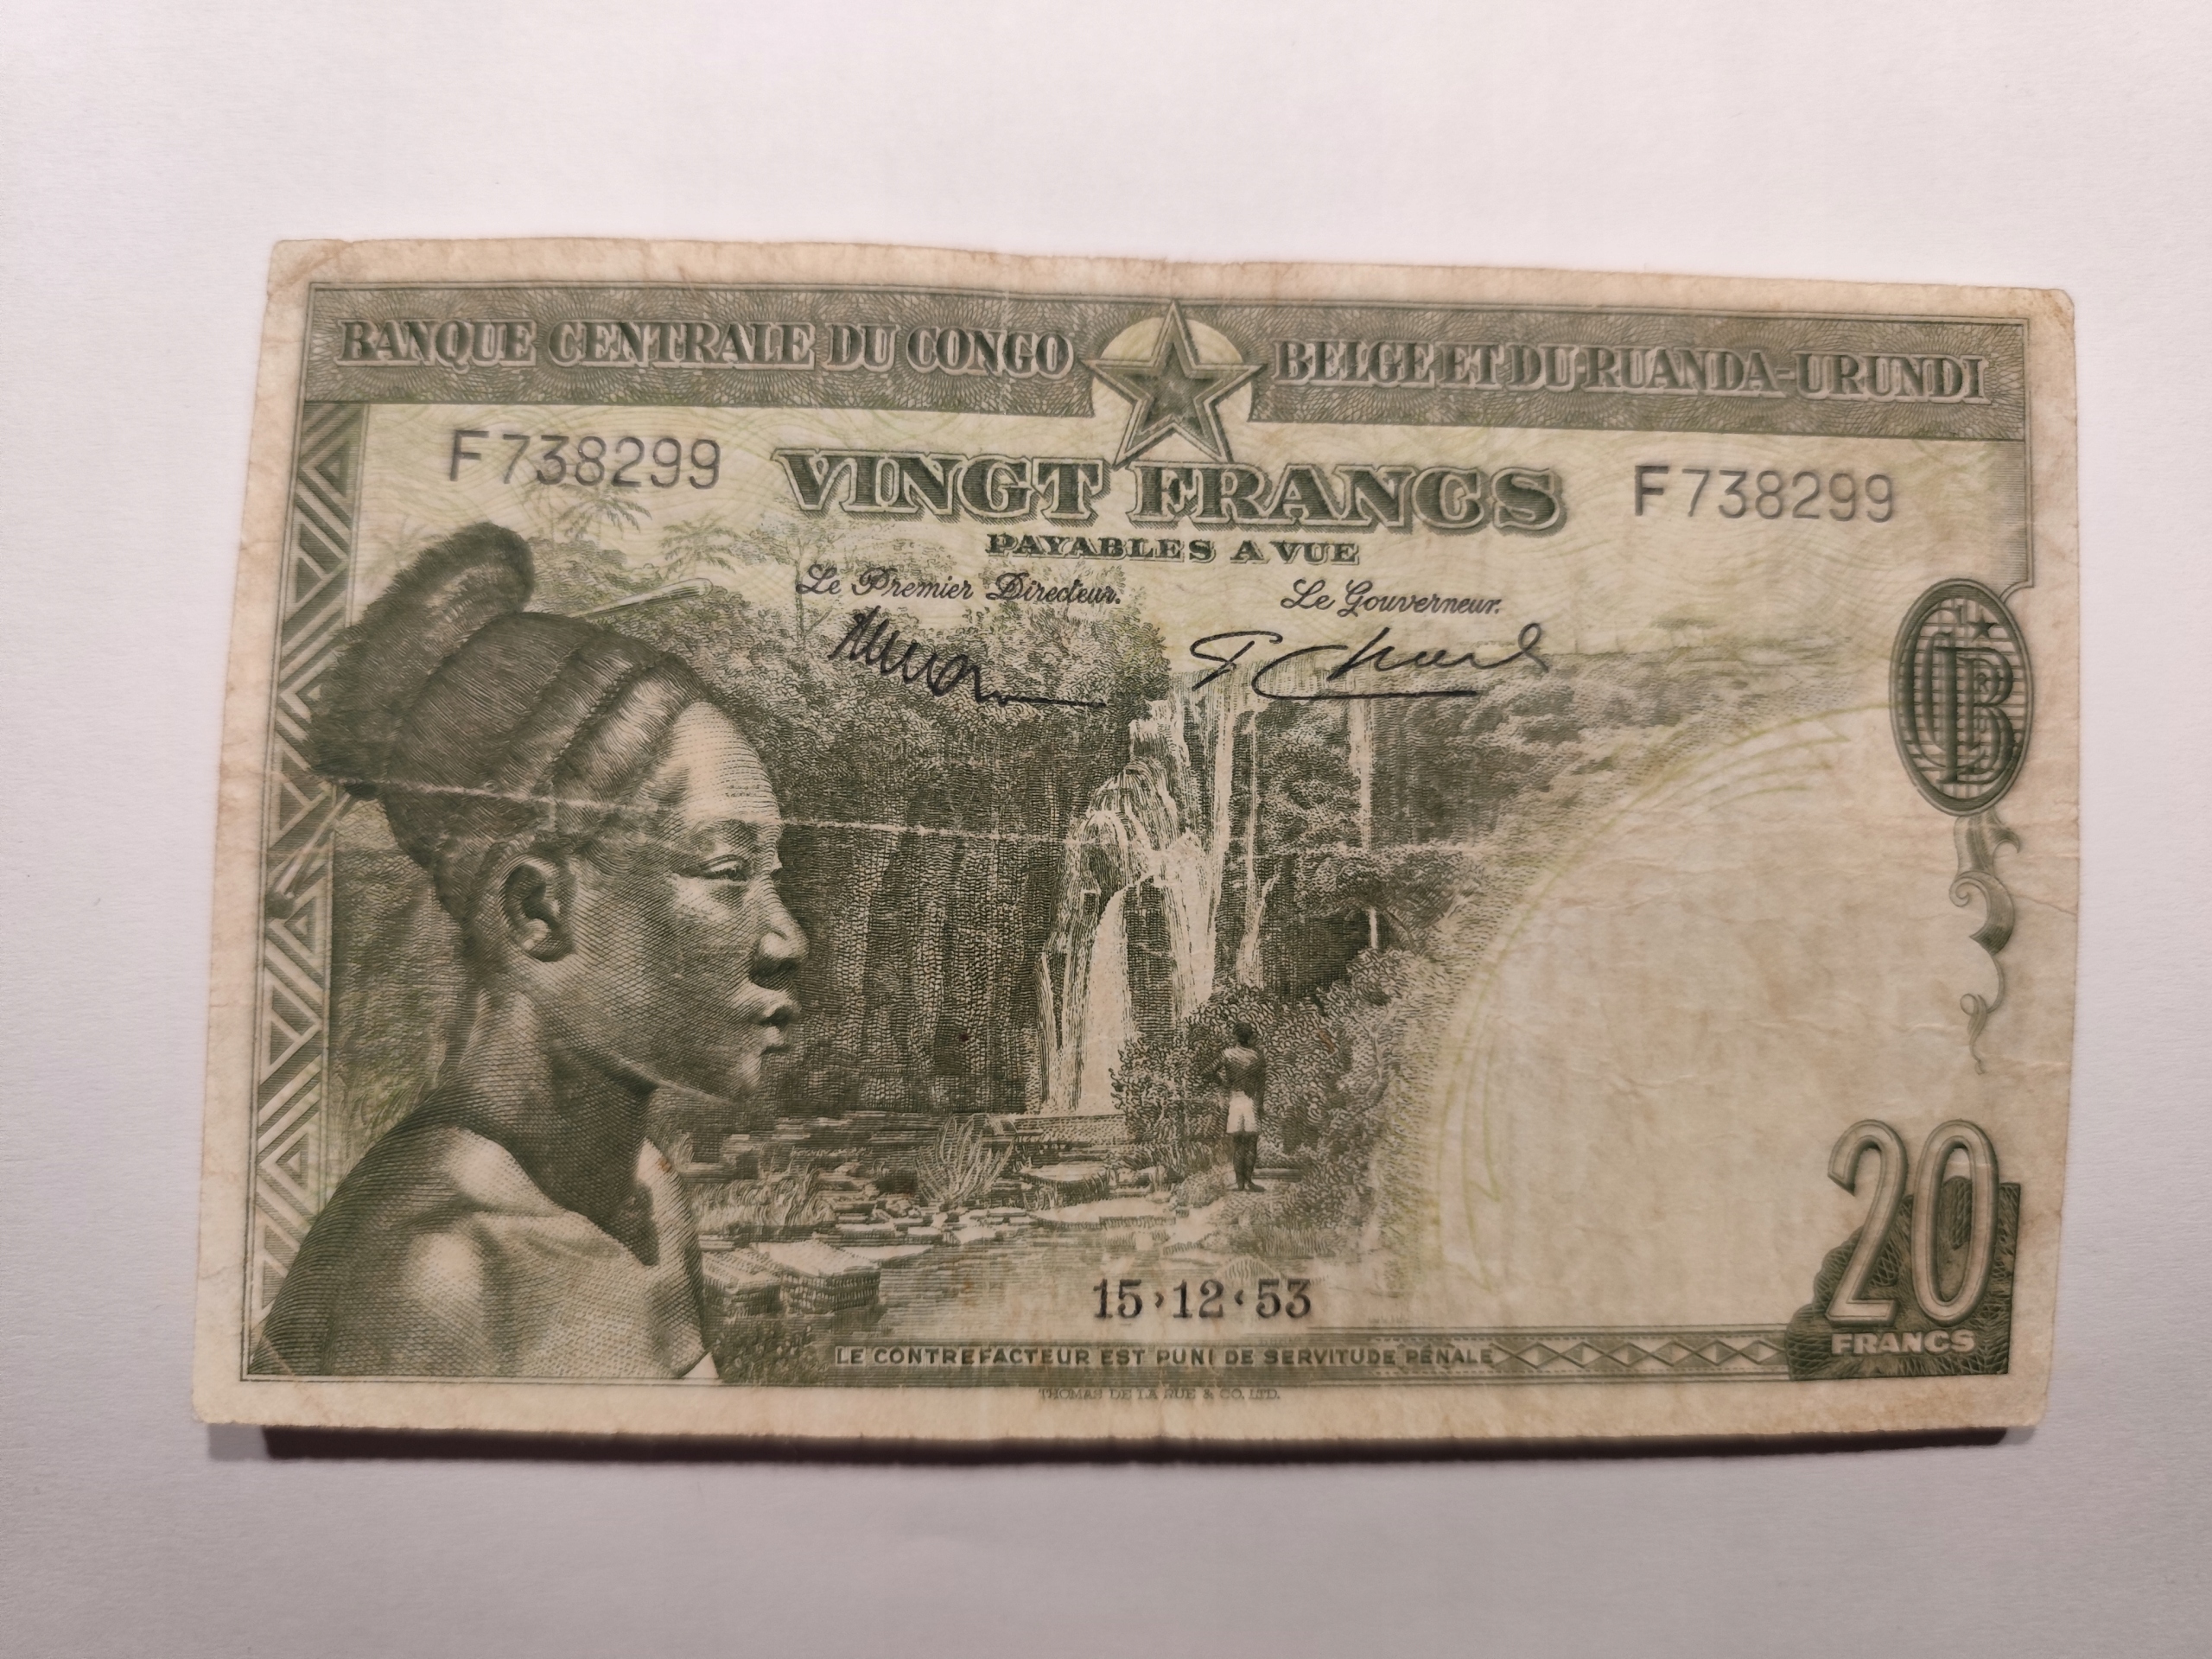 BANQUE CENTRALE DU CONGO BELGE ET DU RUANDA-URUNDI
F738299 F738299
VINGT FRANCS
PAYABLES A VUE
Le Premier Directeur. Le Gouverneur.
15·12·53
20
FRANCS
LE CONTREFACTEUR EST PUNI DE SERVITUDE PÉNALE
THOMAS DE LA RUE & CO. LTD.